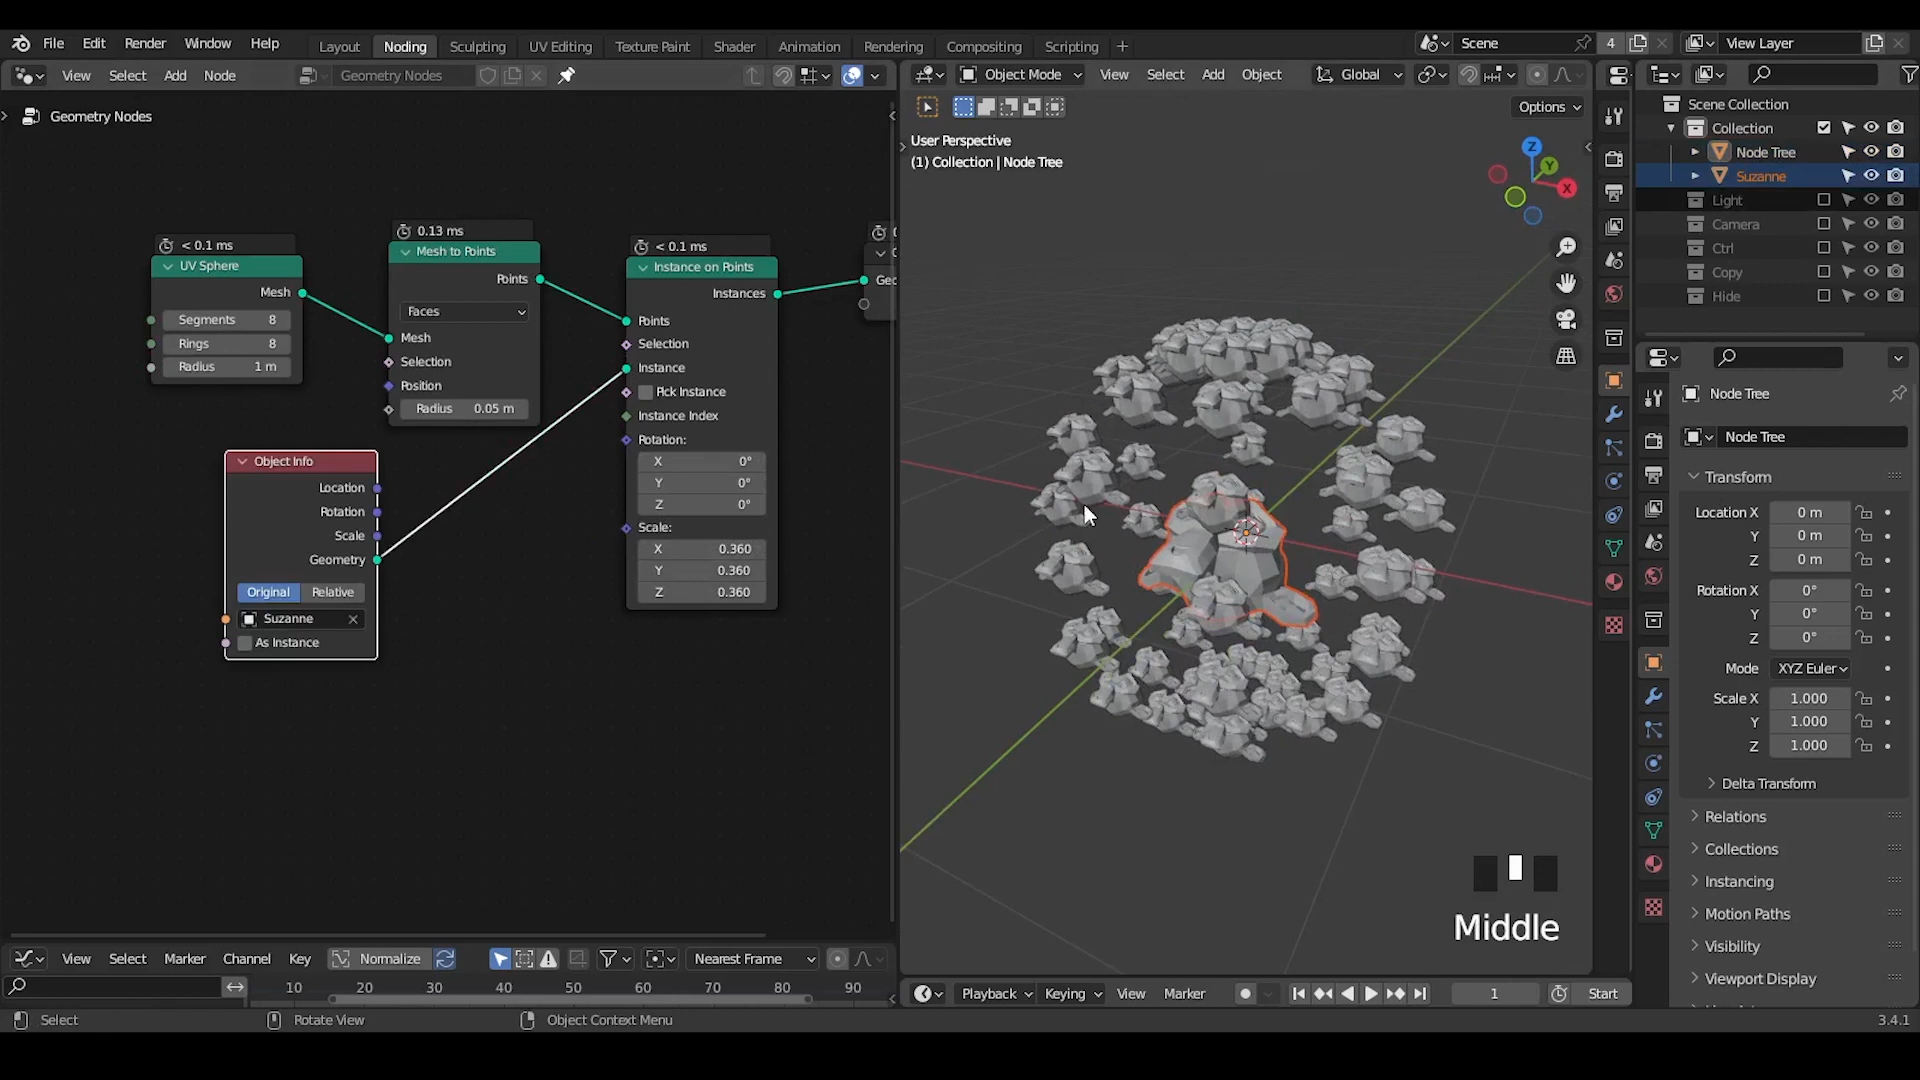 File Edit Render Window Help Layout Noding Sculpting UV Editing Texture Paint Shader Animation Rendering Compositing Scripting + Scene 4 View Layer
View Select Add Node Geometry Nodes
Object Mode View Select Add Object Global
Options
Geometry Nodes
User Perspective
(1) Collection | Node Tree
Z
Y
X
< 0.1 ms
UV Sphere
Mesh
Segments 8
Rings 8
Radius 1 m
0.13 ms
Mesh to Points
Points
Faces
Mesh
Selection
Position
Radius 0.05 m
< 0.1 ms
Instance on Points
Instances
Points
Selection
Instance
Pick Instance
Instance Index
Rotation:
X 0°
Y 0°
Z 0°
Scale:
X 0.360
Y 0.360
Z 0.360
Object Info
Location
Rotation
Scale
Geometry
Original Relative
Suzanne
As Instance
Middle
Scene Collection
Collection
Node Tree
Suzanne
Light
Camera
Ctrl
Copy
Hide
Node Tree
Node Tree
Transform
Location X 0 m
Y 0 m
Z 0 m
Rotation X 0°
Y 0°
Z 0°
Mode XYZ Euler
Scale X 1.000
Y 1.000
Z 1.000
Delta Transform
Relations
Collections
Instancing
Motion Paths
Visibility
Viewport Display
View Select Marker Channel Key Normalize Nearest Frame
10 20 30 40 50 60 70 80 90
Playback Keying View Marker 1 Start
Select Rotate View Object Context Menu 3.4.1